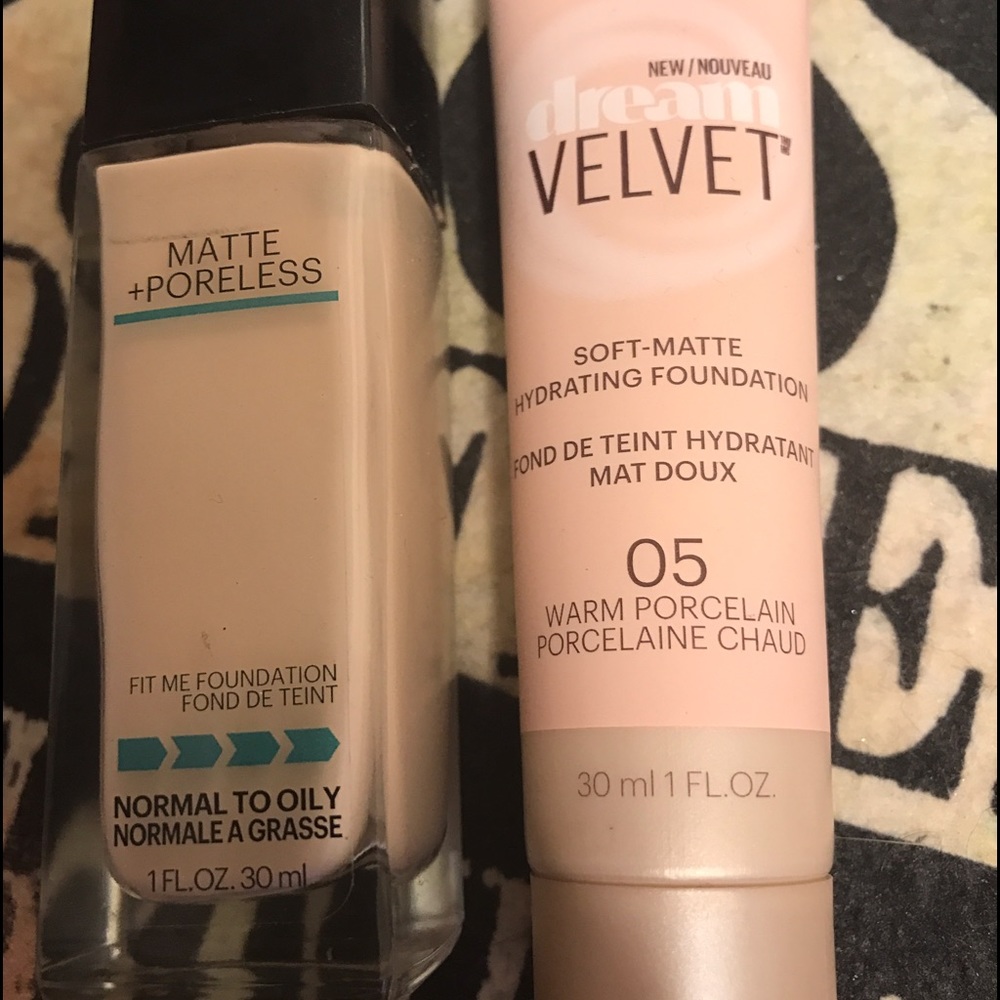 MATTE
+PORELESS
FIT ME FOUNDATION
FOND DE TEINT
NORMAL TO OILY
NORMALE A GRASSE
1 FL.OZ. 30 ml
NEW / NOUVEAU
dream
VELVET
SOFT-MATTE
HYDRATING FOUNDATION
FOND DE TEINT HYDRATANT
MAT DOUX
05
WARM PORCELAIN
PORCELAINE CHAUD
30 ml 1 FL.OZ.